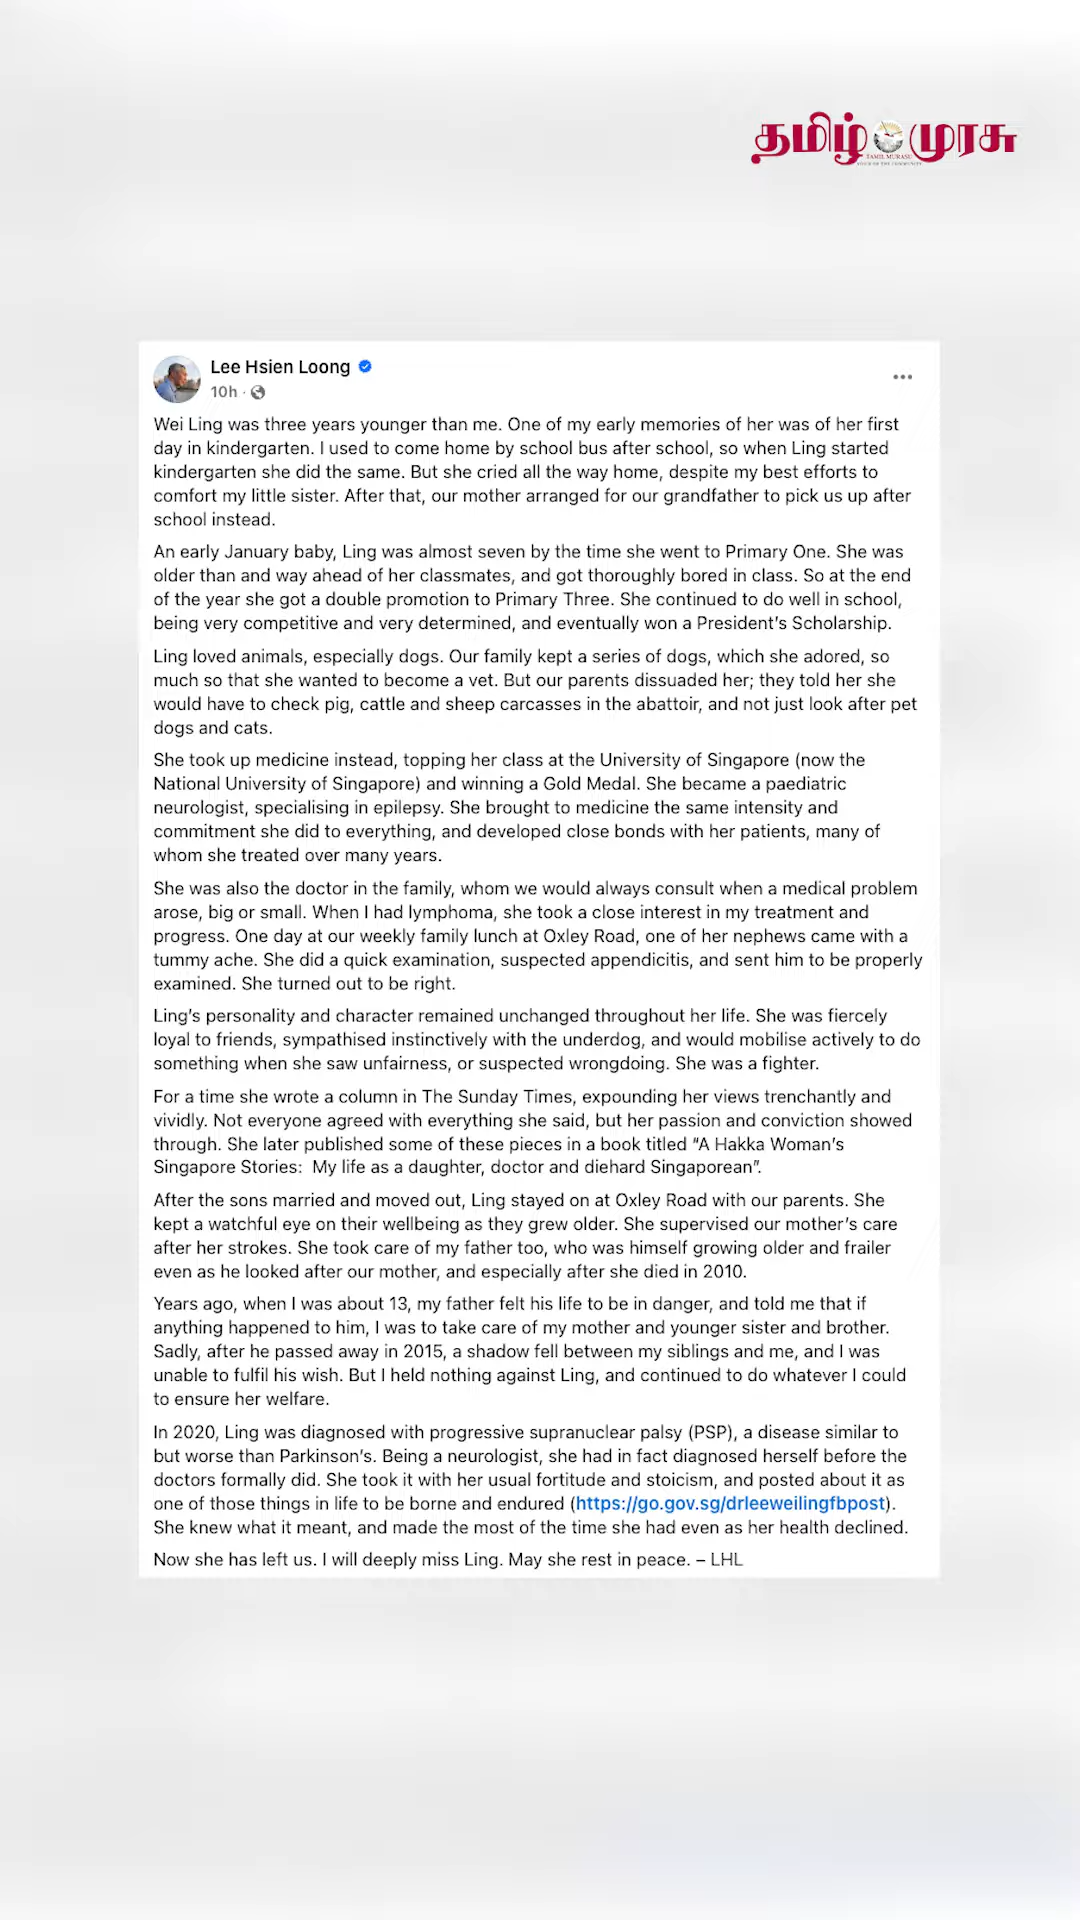 தமிழ் முரசு
TAMIL MURASU
VOICE OF THE COMMUNITY
Lee Hsien Loong
10h ·
Wei Ling was three years younger than me. One of my early memories of her was of her first
day in kindergarten. I used to come home by school bus after school, so when Ling started
kindergarten she did the same. But she cried all the way home, despite my best efforts to
comfort my little sister. After that, our mother arranged for our grandfather to pick us up after
school instead.
An early January baby, Ling was almost seven by the time she went to Primary One. She was
older than and way ahead of her classmates, and got thoroughly bored in class. So at the end
of the year she got a double promotion to Primary Three. She continued to do well in school,
being very competitive and very determined, and eventually won a President's Scholarship.
Ling loved animals, especially dogs. Our family kept a series of dogs, which she adored, so
much so that she wanted to become a vet. But our parents dissuaded her; they told her she
would have to check pig, cattle and sheep carcasses in the abattoir, and not just look after pet
dogs and cats.
She took up medicine instead, topping her class at the University of Singapore (now the
National University of Singapore) and winning a Gold Medal. She became a paediatric
neurologist, specialising in epilepsy. She brought to medicine the same intensity and
commitment she did to everything, and developed close bonds with her patients, many of
whom she treated over many years.
She was also the doctor in the family, whom we would always consult when a medical problem
arose, big or small. When I had lymphoma, she took a close interest in my treatment and
progress. One day at our weekly family lunch at Oxley Road, one of her nephews came with a
tummy ache. She did a quick examination, suspected appendicitis, and sent him to be properly
examined. She turned out to be right.
Ling's personality and character remained unchanged throughout her life. She was fiercely
loyal to friends, sympathised instinctively with the underdog, and would mobilise actively to do
something when she saw unfairness, or suspected wrongdoing. She was a fighter.
For a time she wrote a column in The Sunday Times, expounding her views trenchantly and
vividly. Not everyone agreed with everything she said, but her passion and conviction showed
through. She later published some of these pieces in a book titled "A Hakka Woman's
Singapore Stories:  My life as a daughter, doctor and diehard Singaporean".
After the sons married and moved out, Ling stayed on at Oxley Road with our parents. She
kept a watchful eye on their wellbeing as they grew older. She supervised our mother's care
after her strokes. She took care of my father too, who was himself growing older and frailer
even as he looked after our mother, and especially after she died in 2010.
Years ago, when I was about 13, my father felt his life to be in danger, and told me that if
anything happened to him, I was to take care of my mother and younger sister and brother.
Sadly, after he passed away in 2015, a shadow fell between my siblings and me, and I was
unable to fulfil his wish. But I held nothing against Ling, and continued to do whatever I could
to ensure her welfare.
In 2020, Ling was diagnosed with progressive supranuclear palsy (PSP), a disease similar to
but worse than Parkinson's. Being a neurologist, she had in fact diagnosed herself before the
doctors formally did. She took it with her usual fortitude and stoicism, and posted about it as
one of those things in life to be borne and endured (https://go.gov.sg/drleeweilingfbpost).
She knew what it meant, and made the most of the time she had even as her health declined.
Now she has left us. I will deeply miss Ling. May she rest in peace. – LHL